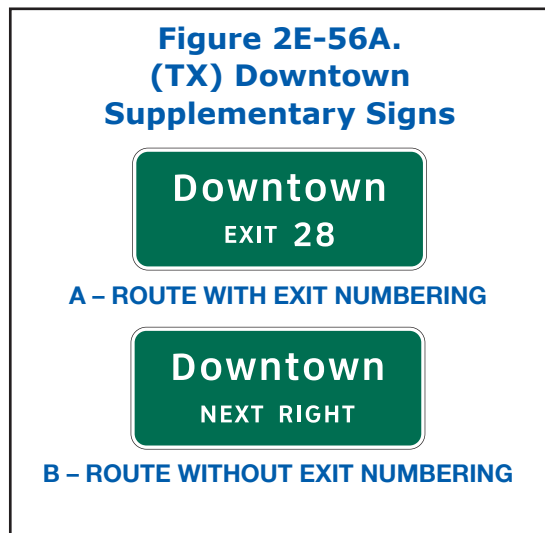 Figure 2E-56A.
(TX) Downtown
Supplementary Signs
Downtown
EXIT 28
A – ROUTE WITH EXIT NUMBERING
Downtown
NEXT RIGHT
B – ROUTE WITHOUT EXIT NUMBERING